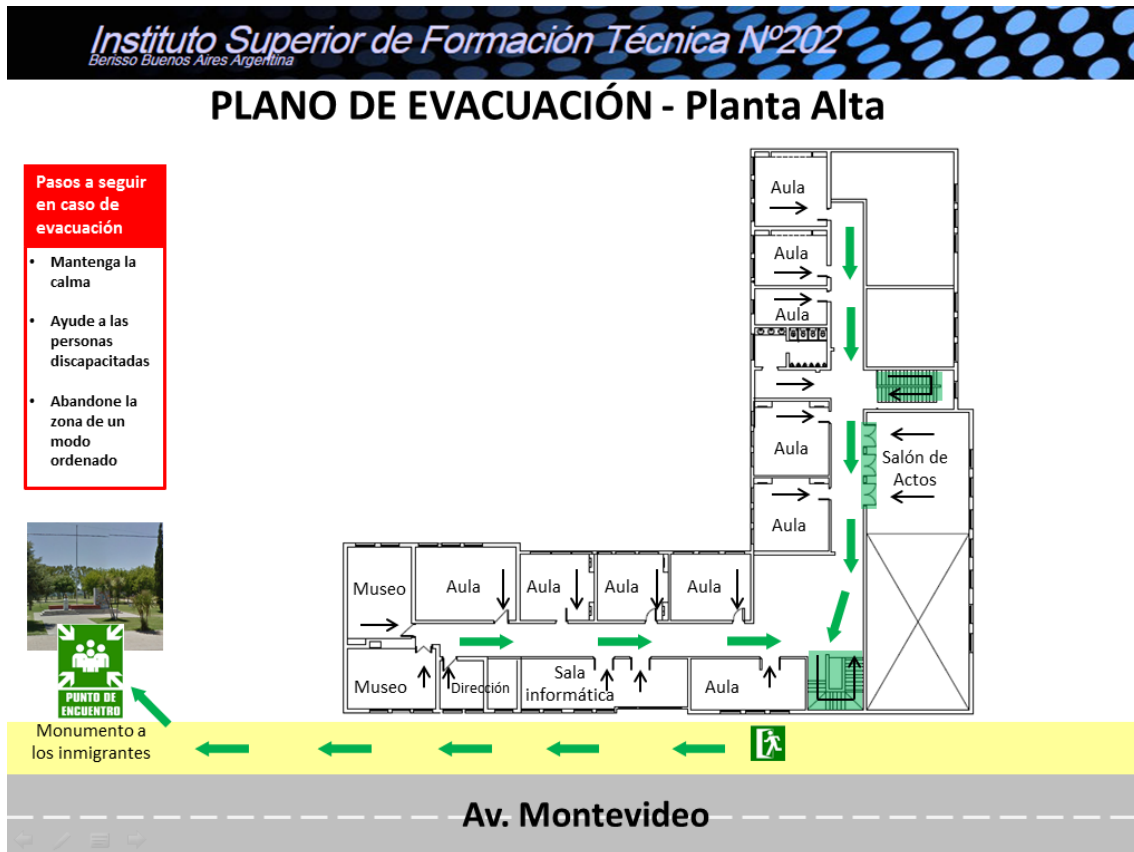 Instituto Superior de Formación Técnica Nº202
Berisso Buenos Aires Argentina
PLANO DE EVACUACIÓN - Planta Alta
Pasos a seguir
en caso de
evacuación
• Mantenga la
calma
• Ayude a las
personas
discapacitadas
• Abandone la
zona de un
modo
ordenado
Aula
Aula
Aula
Aula
Salón de
Actos
Aula
Museo
Aula
Aula
Aula
Aula
Museo
Dirección
Sala
informática
Aula
PUNTO DE
ENCUENTRO
Monumento a
los inmigrantes
Av. Montevideo